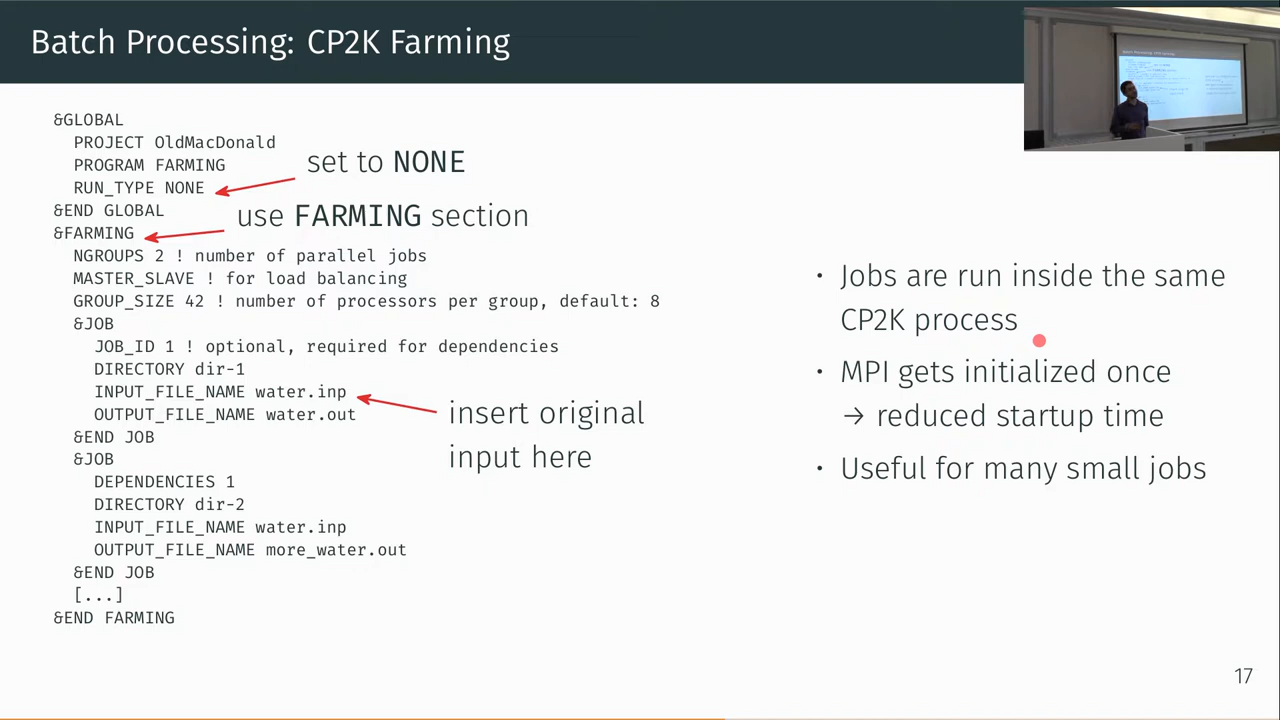 Batch Processing: CP2K Farming
&GLOBAL
PROJECT OldMacDonald
PROGRAM FARMING
RUN_TYPE NONE
set to NONE
&END GLOBAL
use FARMING section
&FARMING
NGROUPS 2 ! number of parallel jobs
MASTER_SLAVE ! for load balancing
GROUP_SIZE 42 ! number of processors per group, default: 8
&JOB
JOB_ID 1 ! optional, required for dependencies
DIRECTORY dir-1
INPUT_FILE_NAME water.inp
OUTPUT_FILE_NAME water.out
insert original
input here
&END JOB
&JOB
DEPENDENCIES 1
DIRECTORY dir-2
INPUT_FILE_NAME water.inp
OUTPUT_FILE_NAME more_water.out
&END JOB
[...]
&END FARMING
• Jobs are run inside the same
CP2K process
• MPI gets initialized once
→ reduced startup time
• Useful for many small jobs
17